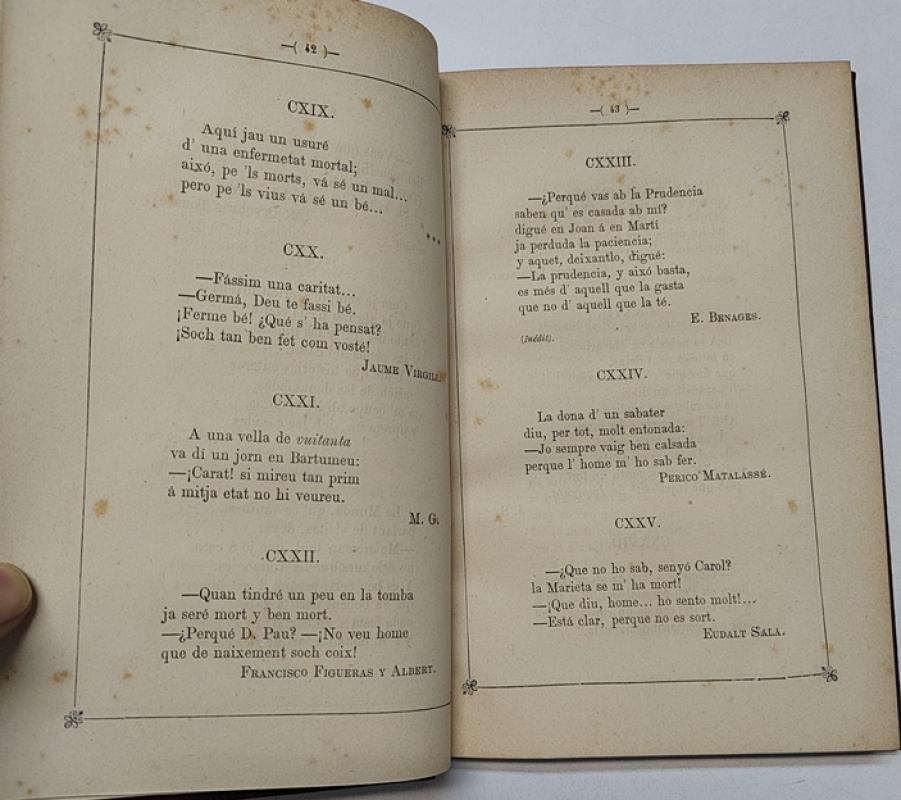 —( 42 )—
CXIX.
Aquí jau un usuré
d' una enfermetat mortal;
aixó, pe 'ls morts, vá sé un mal...
pero pe 'ls vius vá sé un bé...
***
CXX.
—Fássim una caritat...
—Germá, Deu te fassi bé.
¡Ferme bé! ¿Qué s' ha pensat?
¡Soch tan ben fet com vosté!
JAUME VIRGILI
CXXI.
A una vella de vuitanta
va dí un jorn en Bartumeu:
—¡Carat! si mireu tan prim
á mitja etat no hi veureu.
M. G.
CXXII.
—Quan tindré un peu en la tomba
ja seré mort y ben mort.
—¿Perqué D. Pau? —¡No veu home
que de naixement soch coix!
FRANCISCO FIGUERAS Y ALBERT.
—( 43 )—
CXXIII.
—¿Perqué vas ab la Prudencia
saben qu' es casada ab mí?
digué en Joan á en Martí
ja perduda la paciencia;
y aquet, deixantlo, digué:
—La prudencia, y aixó basta,
es més d' aquell que la gasta
que no d' aquell que la té.
E. BENAGES.
(Inédit).
CXXIV.
La dona d' un sabater
diu, per tot, molt entonada:
—Jo sempre vaig ben calsada
perque l' home m' ho sab fer.
PERICO MATALASSÉ.
CXXV.
—¿Que no ho sab, senyó Carol?
la Marieta se m' ha mort!
—¡Que diu, home... ho sento molt!...
—Está clar, perque no es sort.
EUDALT SALA.